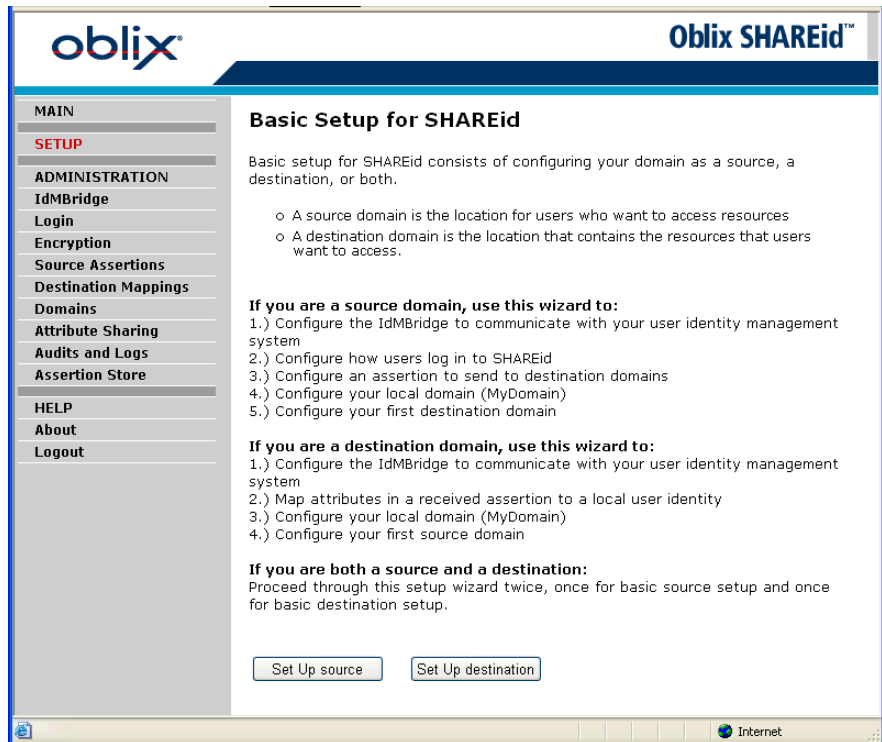 oblix
Oblix SHAREid™
MAIN
SETUP
ADMINISTRATION
IdMBridge
Login
Encryption
Source Assertions
Destination Mappings
Domains
Attribute Sharing
Audits and Logs
Assertion Store
HELP
About
Logout
Basic Setup for SHAREid
Basic setup for SHAREid consists of configuring your domain as a source, a
destination, or both.
o A source domain is the location for users who want to access resources
o A destination domain is the location that contains the resources that users
want to access.
If you are a source domain, use this wizard to:
1.) Configure the IdMBridge to communicate with your user identity management
system
2.) Configure how users log in to SHAREid
3.) Configure an assertion to send to destination domains
4.) Configure your local domain (MyDomain)
5.) Configure your first destination domain
If you are a destination domain, use this wizard to:
1.) Configure the IdMBridge to communicate with your user identity management
system
2.) Map attributes in a received assertion to a local user identity
3.) Configure your local domain (MyDomain)
4.) Configure your first source domain
If you are both a source and a destination:
Proceed through this setup wizard twice, once for basic source setup and once
for basic destination setup.
Set Up source
Set Up destination
Internet